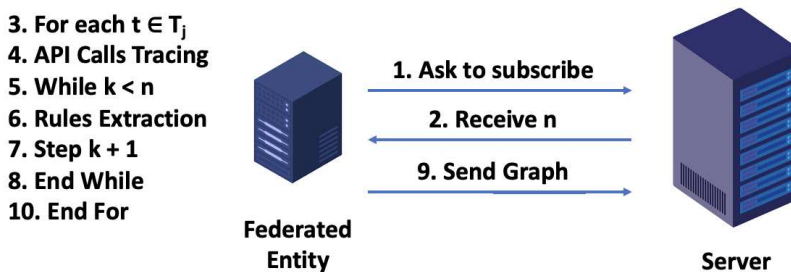 3. For each t ∈ Tj
4. API Calls Tracing
5. While k < n
6. Rules Extraction
7. Step k + 1
8. End While
10. End For
1. Ask to subscribe
2. Receive n
9. Send Graph
Federated
Entity
Server